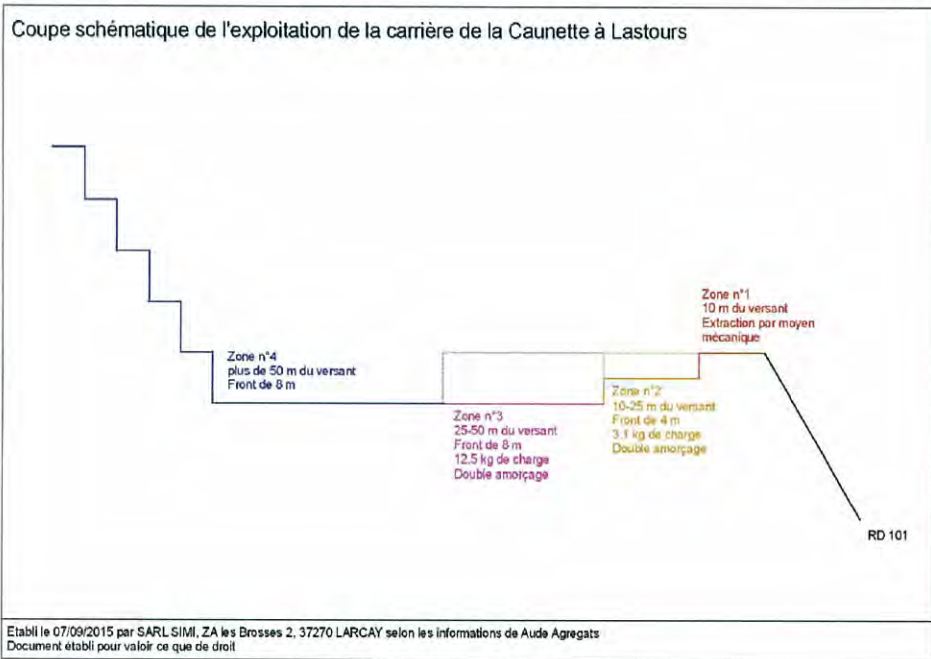 Coupe schématique de l'exploitation de la carrière de la Caunette à Lastours
Zone n°1
10 m du versant
Extraction par moyen
mécanique
Zone n°4
plus de 50 m du versant
Front de 8 m
Zone n°2
10-25 m du versant
Front de 4 m
3.1 kg de charge
Double amorçage
Zone n°3
25-50 m du versant
Front de 8 m
12.5 kg de charge
Double amorçage
RD 101
Etabli le 07/09/2015 par SARL SIMI, ZA les Brosses 2, 37270 LARCAY selon les informations de Aude Agregats
Document établi pour valoir ce que de droit